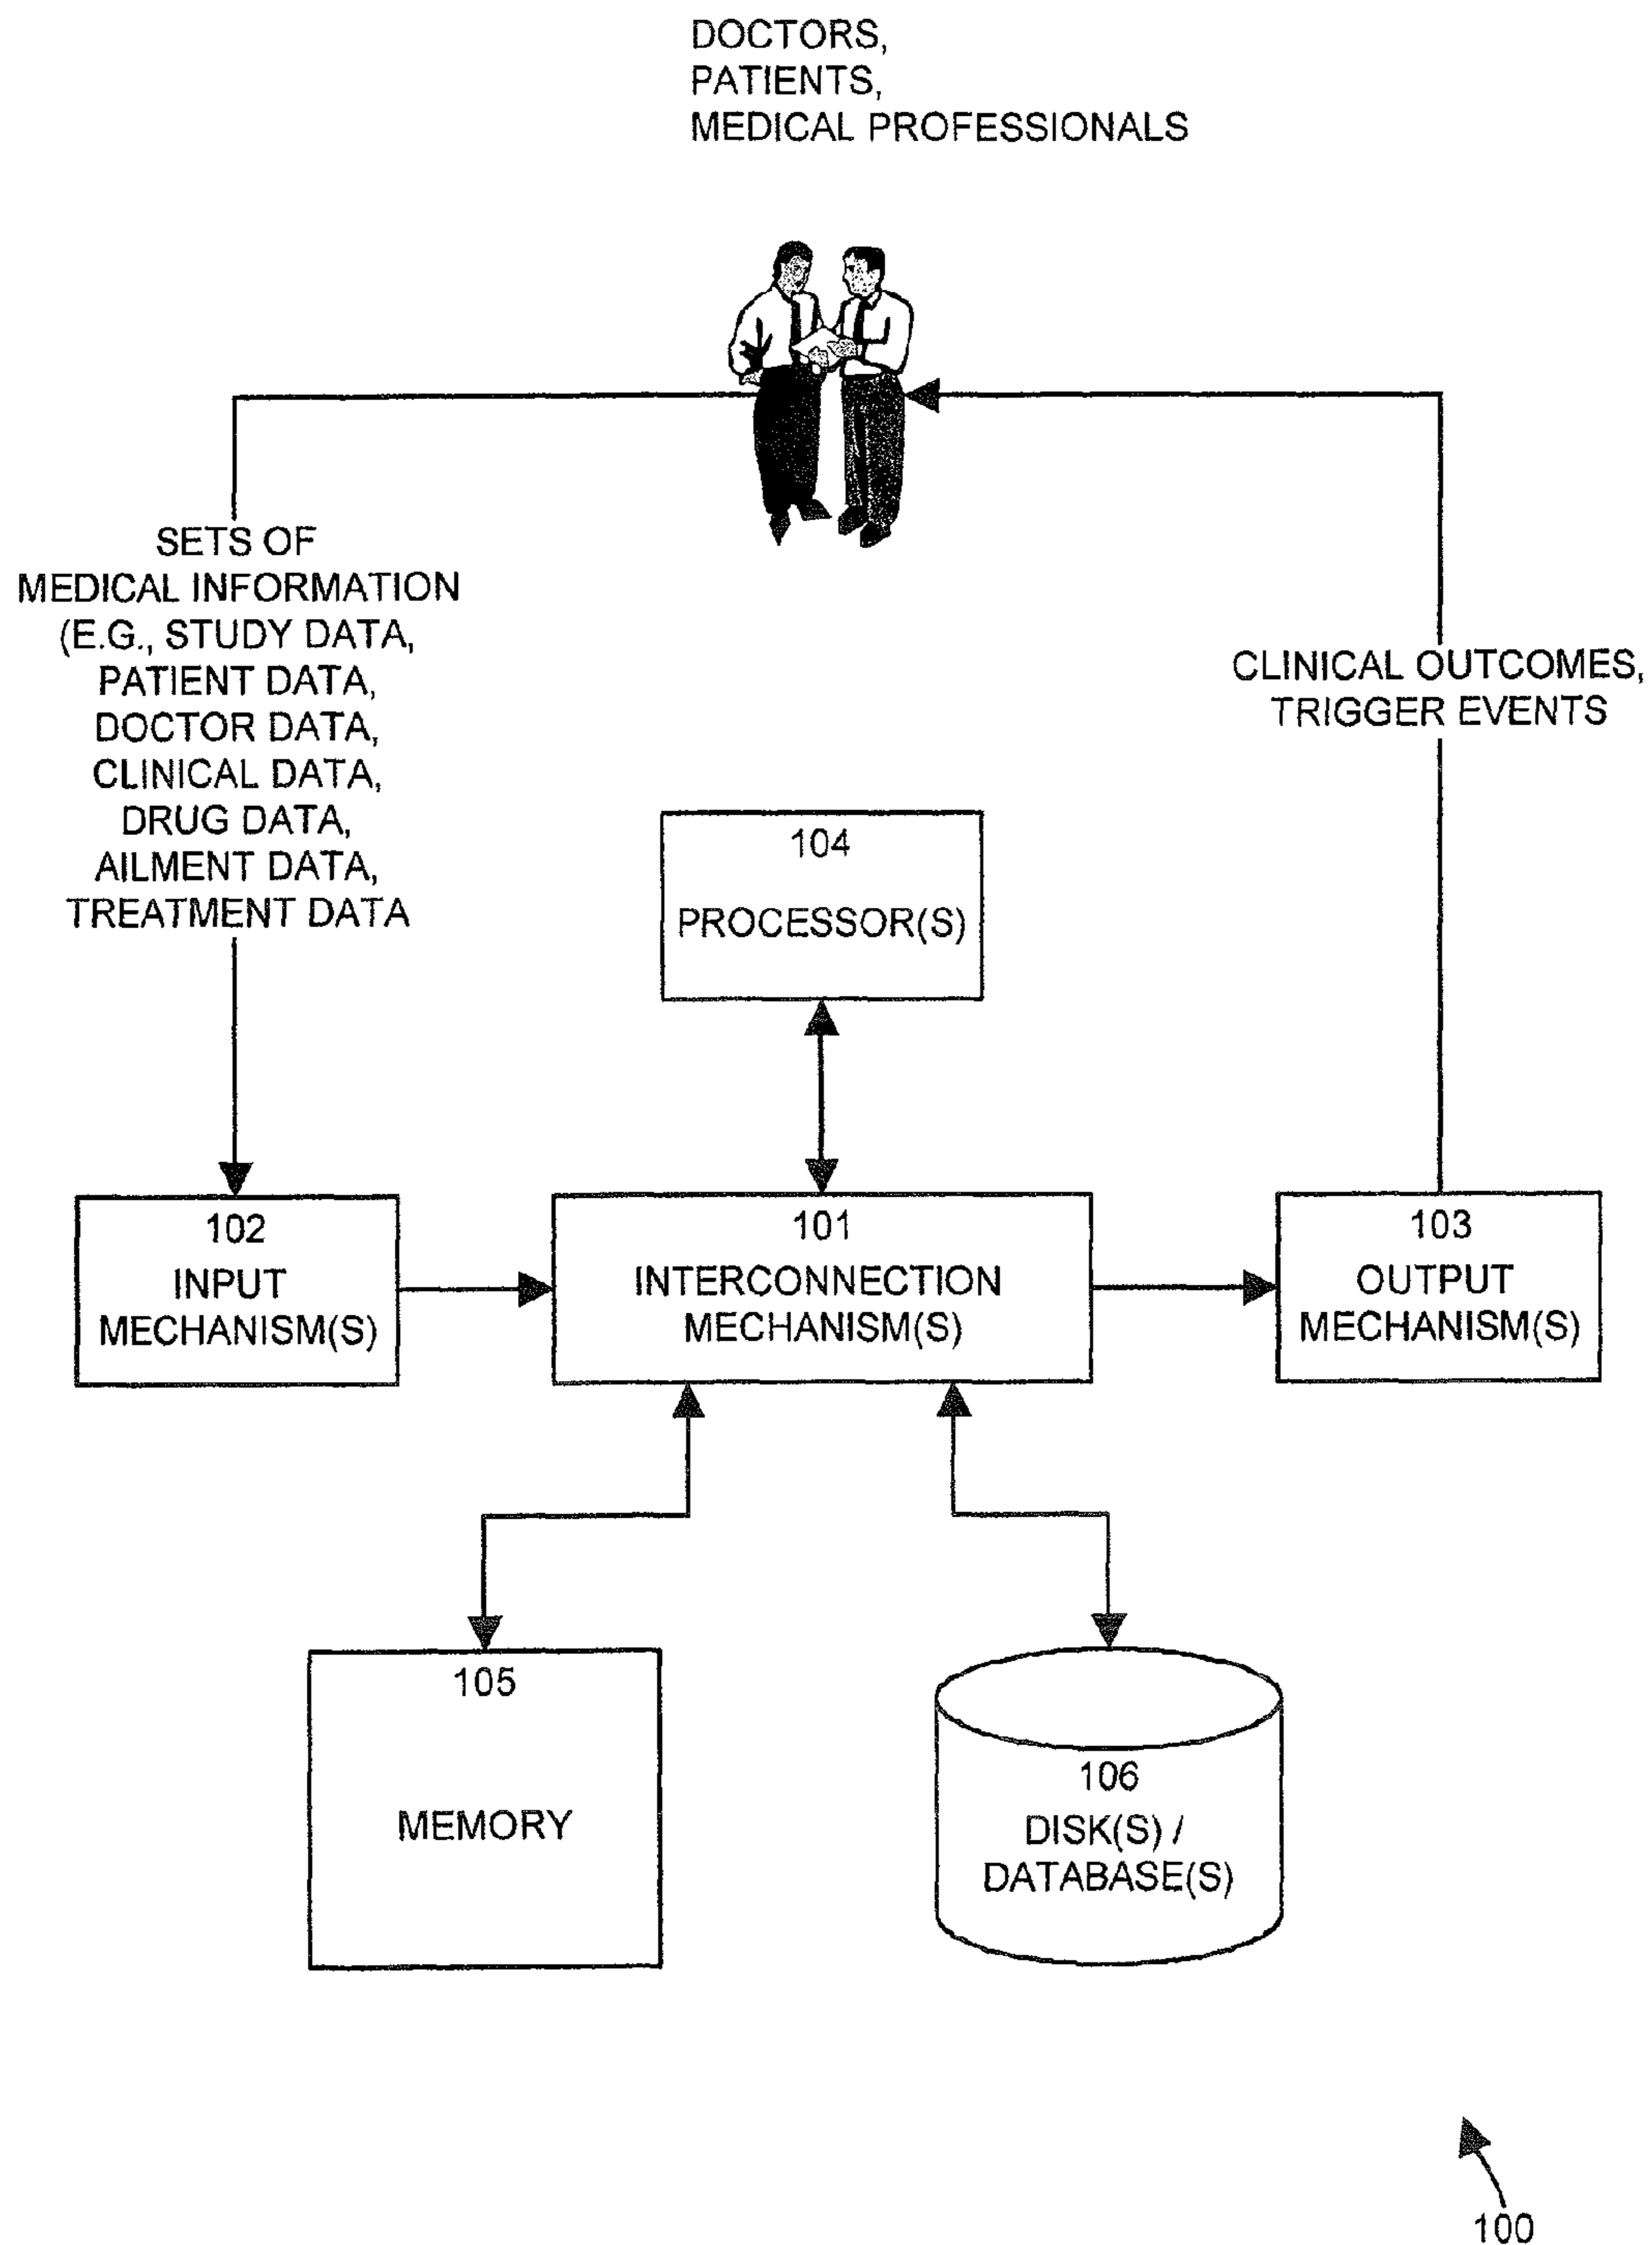 DOCTORS,
PATIENTS,
MEDICAL PROFESSIONALS
SETS OF
MEDICAL INFORMATION
(E.G., STUDY DATA,
PATIENT DATA,
DOCTOR DATA,
CLINICAL DATA,
DRUG DATA,
AILMENT DATA,
TREATMENT DATA
CLINICAL OUTCOMES,
TRIGGER EVENTS
104
PROCESSOR(S)
102
INPUT
MECHANISM(S)
101
INTERCONNECTION
MECHANISM(S)
103
OUTPUT
MECHANISM(S)
105
MEMORY
106
DISK(S) /
DATABASE(S)
100